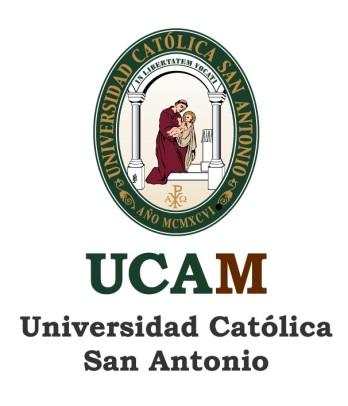 UNIVERSIDAD CATÓLICA SAN ANTONIO
IN LIBERTATEM VOCATI
Α Ω
AÑO MCMXCVI
UCAM
Universidad Católica
San Antonio